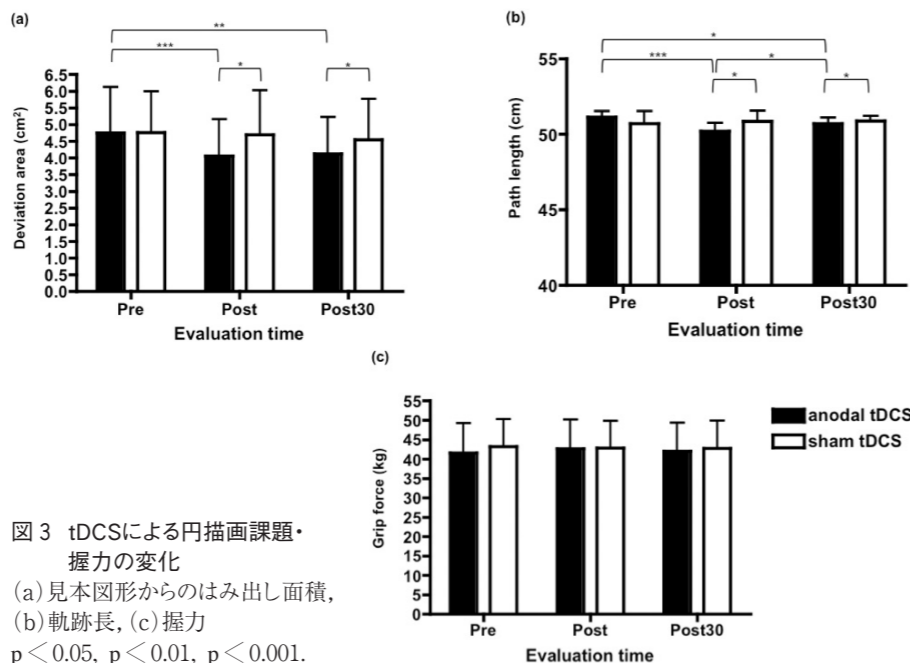 (a)
**
***
*
*
6.5
6.0
5.5
5.0
4.5
4.0
3.5
3.0
2.5
2.0
1.5
1.0
0.5
0.0
Deviation area (cm²)
Pre Post Post30
Evaluation time
(b)
*
***
*
*
*
55
50
45
40
Path length (cm)
Pre Post Post30
Evaluation time
(c)
55
50
45
40
35
30
25
20
15
10
5
0
Grip force (kg)
Pre Post Post30
Evaluation time
anodal tDCS
sham tDCS
図 3 tDCSによる円描画課題・
握力の変化
(a)見本図形からのはみ出し面積,
(b)軌跡長, (c)握力
p＜0.05, p＜0.01, p＜0.001.